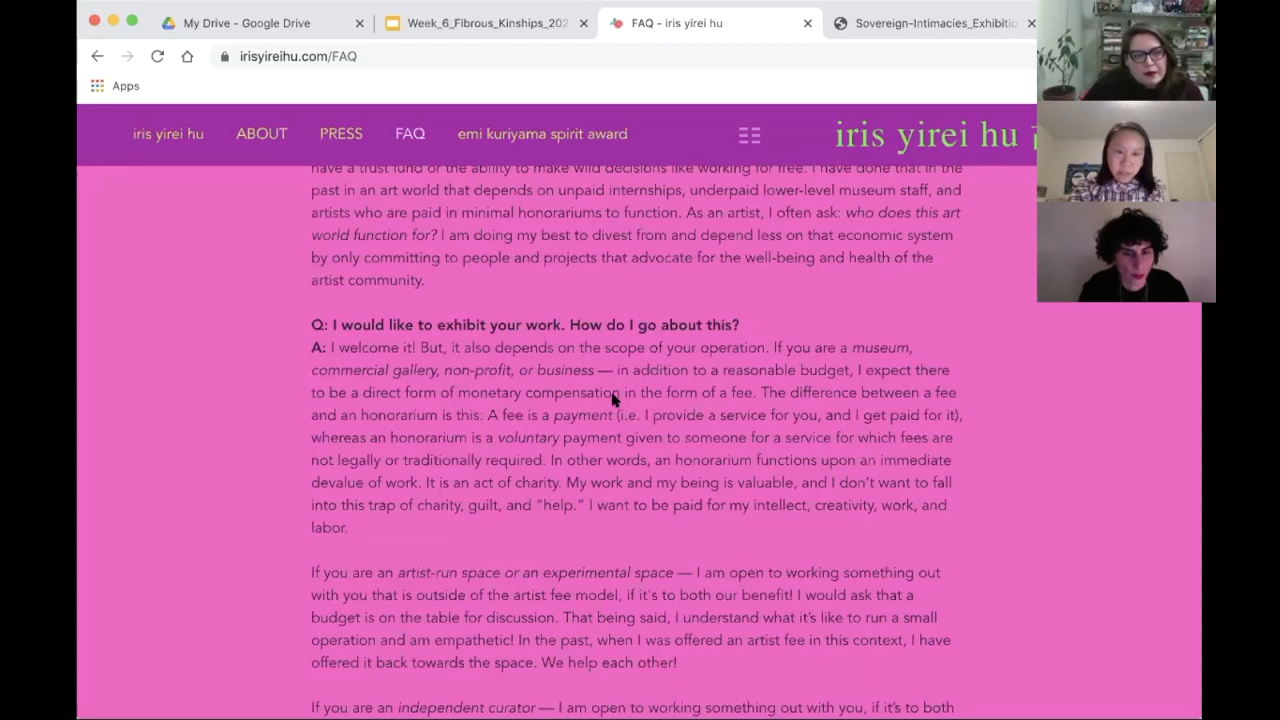 My Drive - Google Drive
Week_6_Fibrous_Kinships_202
FAQ - iris yirei hu
Sovereign-Intimacies_Exhibitio
irisyireihu.com/FAQ
Apps
iris yirei hu ABOUT PRESS FAQ emi kuriyama spirit award iris yirei hu
have a trust fund or the ability to make wild decisions like working for free. I have done that in the
past in an art world that depends on unpaid internships, underpaid lower-level museum staff, and
artists who are paid in minimal honorariums to function. As an artist, I often ask: who does this art
world function for? I am doing my best to divest from and depend less on that economic system
by only committing to people and projects that advocate for the well-being and health of the
artist community.
Q: I would like to exhibit your work. How do I go about this?
A: I welcome it! But, it also depends on the scope of your operation. If you are a museum,
commercial gallery, non-profit, or business — in addition to a reasonable budget, I expect there
to be a direct form of monetary compensation in the form of a fee. The difference between a fee
and an honorarium is this: A fee is a payment (i.e. I provide a service for you, and I get paid for it),
whereas an honorarium is a voluntary payment given to someone for a service for which fees are
not legally or traditionally required. In other words, an honorarium functions upon an immediate
devalue of work. It is an act of charity. My work and my being is valuable, and I don't want to fall
into this trap of charity, guilt, and “help.” I want to be paid for my intellect, creativity, work, and
labor.
If you are an artist-run space or an experimental space — I am open to working something out
with you that is outside of the artist fee model, if it's to both our benefit! I would ask that a
budget is on the table for discussion. That being said, I understand what it's like to run a small
operation and am empathetic! In the past, when I was offered an artist fee in this context, I have
offered it back towards the space. We help each other!
If you are an independent curator — I am open to working something out with you, if it's to both